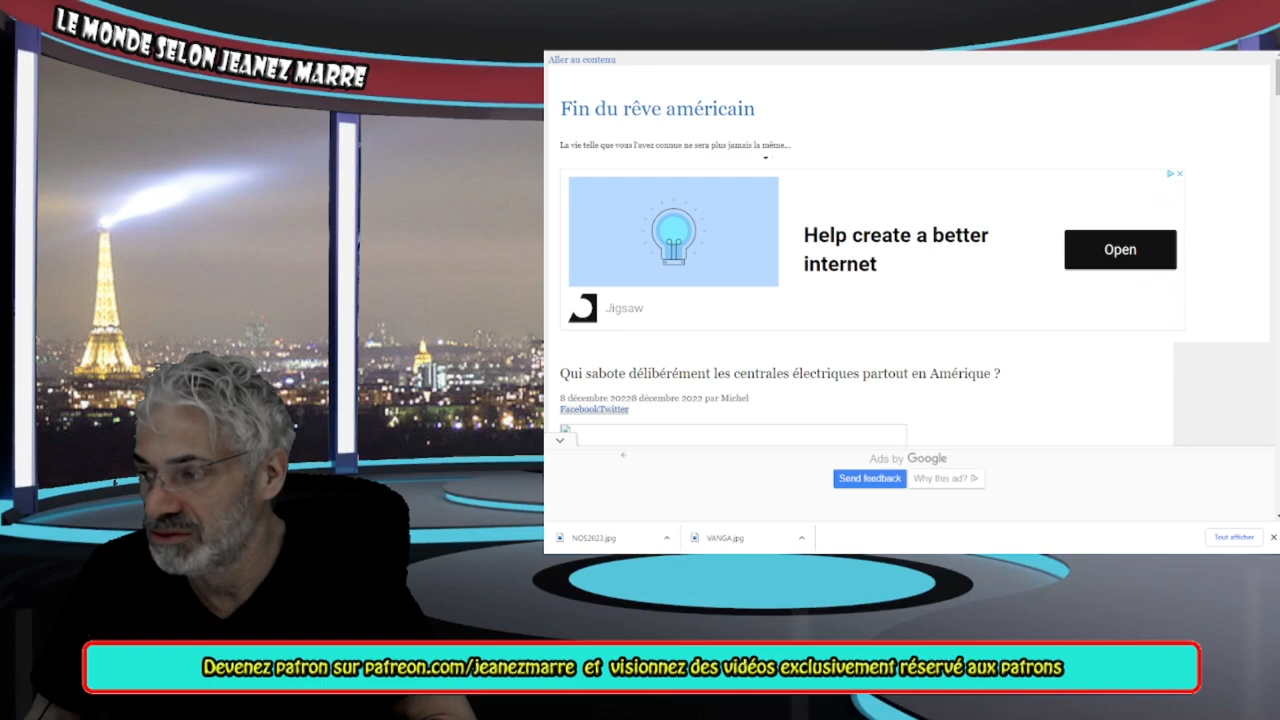 LE MONDE SELON JEANEZ MARRE
Aller au contenu
Fin du rêve américain
La vie telle que vous l'avez connue ne sera plus jamais la même...
Help create a better
internet
Open
Jigsaw
Qui sabote délibérément les centrales électriques partout en Amérique ?
8 décembre 20228 décembre 2022 par Michel
FacebookTwitter
Ads by Google
Send feedback
Why this ad?
NOS2023.jpg
VANGA.jpg
Tout afficher
Devenez patron sur patreon.com/jeanezmarre et visionnez des vidéos exclusivement réservé aux patrons